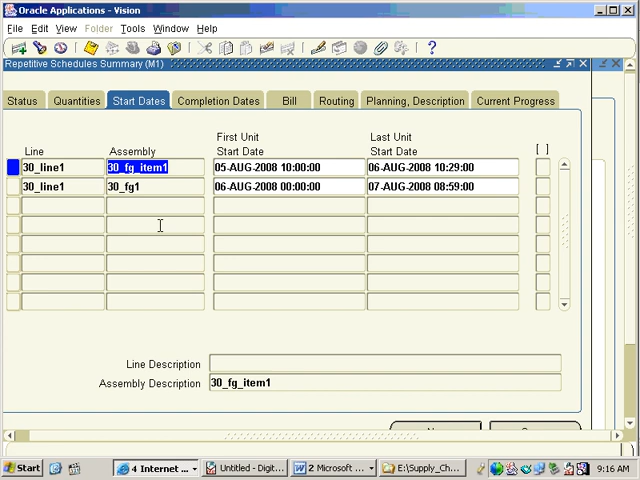 Oracle Applications - Vision
File Edit View Folder Tools Window Help
Repetitive Schedules Summary (M1)
Status Quantities Start Dates Completion Dates Bill Routing Planning, Description Current Progress
First Unit Last Unit
Line Assembly Start Date Start Date [ ]
30_line1 30_fg_item1 05-AUG-2008 10:00:00 06-AUG-2008 10:29:00
30_line1 30_fg1 06-AUG-2008 00:00:00 07-AUG-2008 08:59:00
Line Description
Assembly Description 30_fg_item1
Start 4 Internet ... Untitled - Digit... 2 Microsoft ... E:\Supply_Ch... 9:16 AM